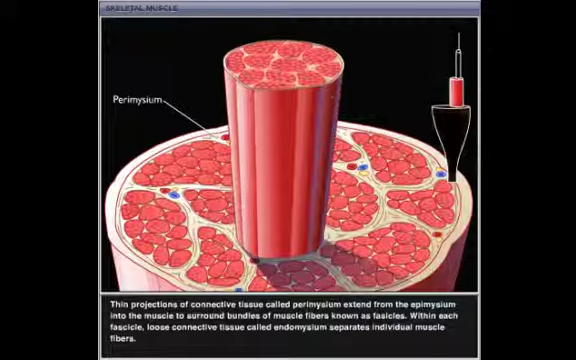 SKELETAL MUSCLE
Perimysium
Thin projections of connective tissue called perimysium extend from the epimysium
into the muscle to surround bundles of muscle fibers known as fasicles. Within each
fascicle, loose connective tissue called endomysium separates individual muscle
fibers.